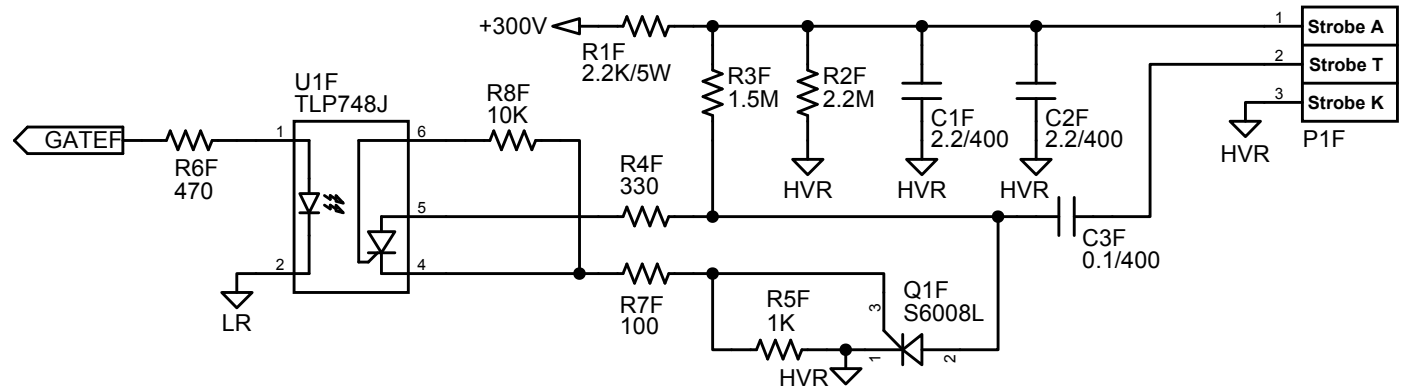 +300V
R1F
2.2K/5W
R3F
1.5M
R2F
2.2M
C1F
2.2/400
C2F
2.2/400
HVR
HVR
HVR
1
Strobe A
2
Strobe T
3
Strobe K
P1F
HVR
U1F
TLP748J
GATEF
R6F
470
1
2
LR
6
5
4
R8F
10K
R4F
330
C3F
0.1/400
R7F
100
R5F
1K
HVR
Q1F
S6008L
3
1
2